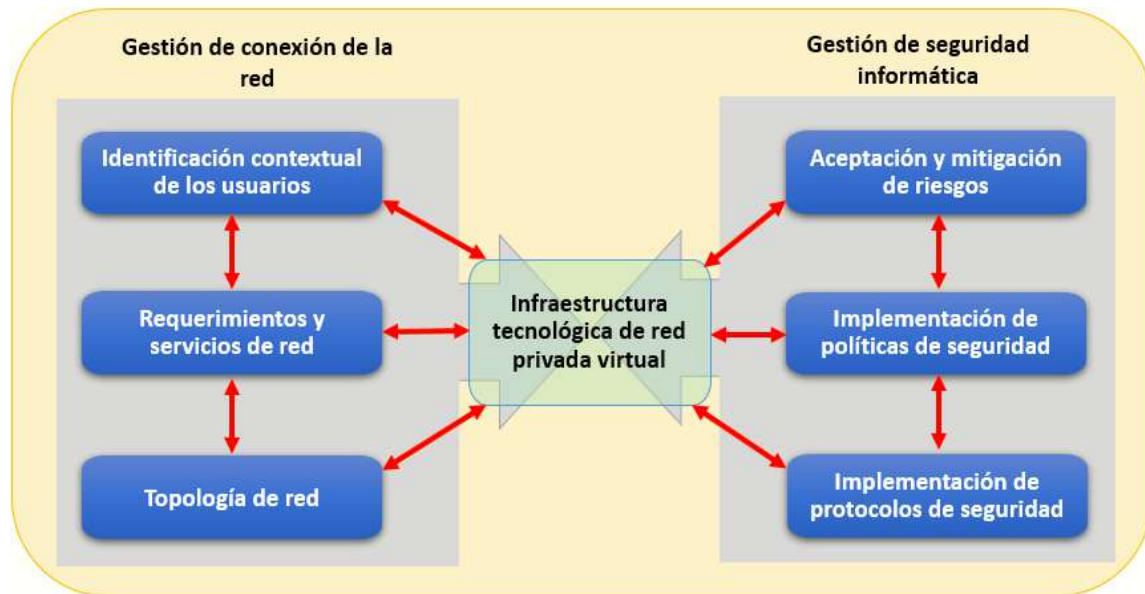 Gestión de conexión de la
red
Identificación contextual
de los usuarios
Requerimientos y
servicios de red
Topología de red
Infraestructura
tecnológica de red
privada virtual
Gestión de seguridad
informática
Aceptación y mitigación
de riesgos
Implementación de
políticas de seguridad
Implementación de
protocolos de seguridad